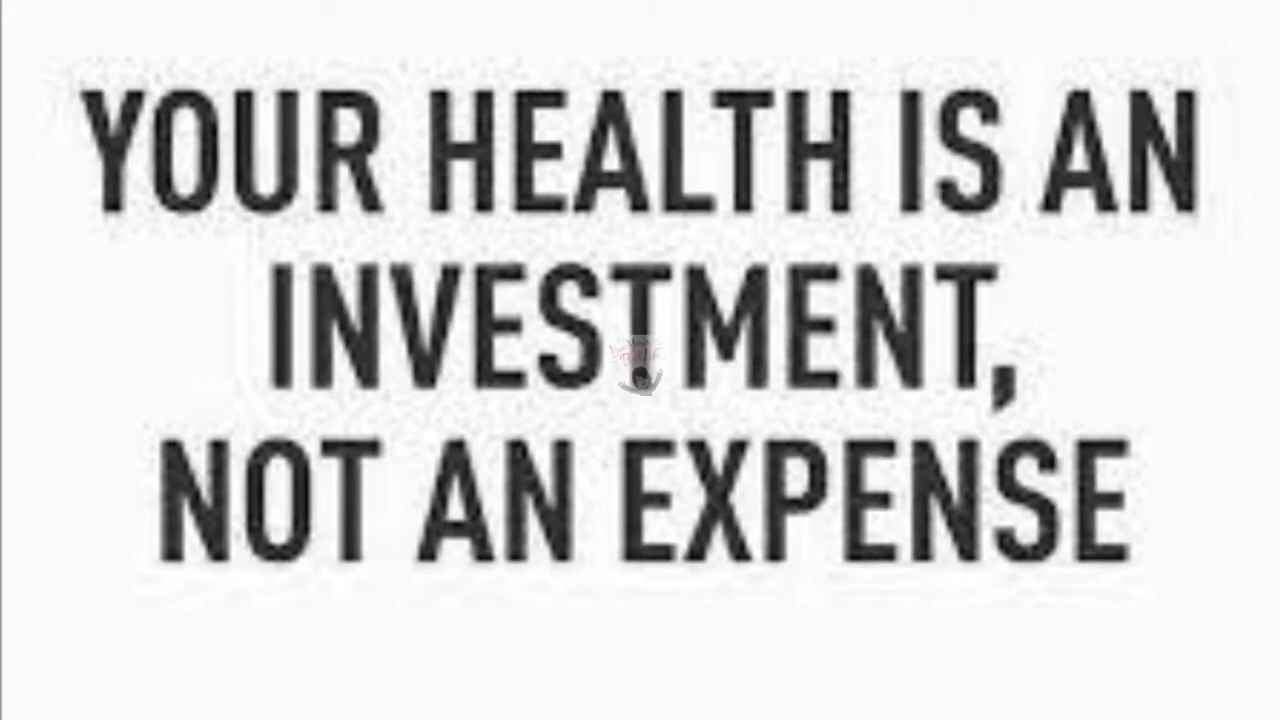 YOUR HEALTH IS AN
INVESTMENT,
NOT AN EXPENSE